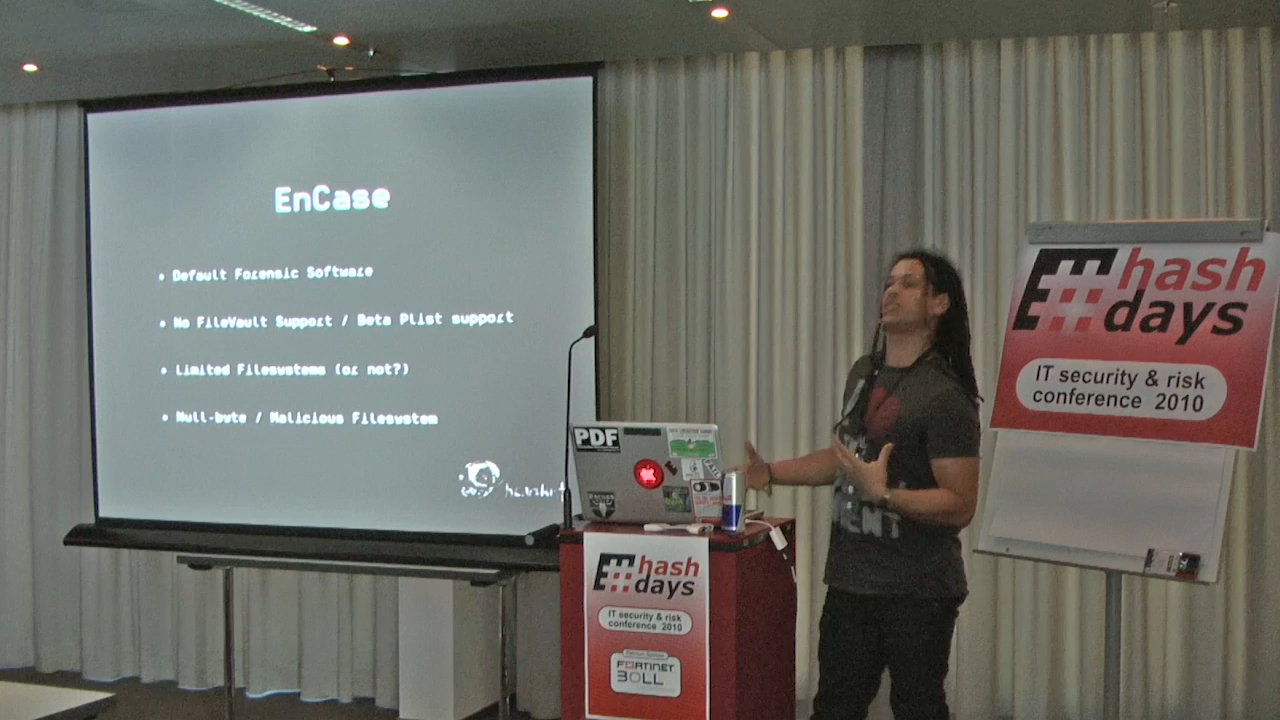 EnCase
• Default Forensic Software
• No FileVault Support / Beta Plist support
• Limited Filesystems (or not?)
• Null-byte / Malicious Filesystem
PDF
hash
days
IT security & risk
conference 2010
FORTINET
BOLL
hash
days
IT security & risk
conference 2010